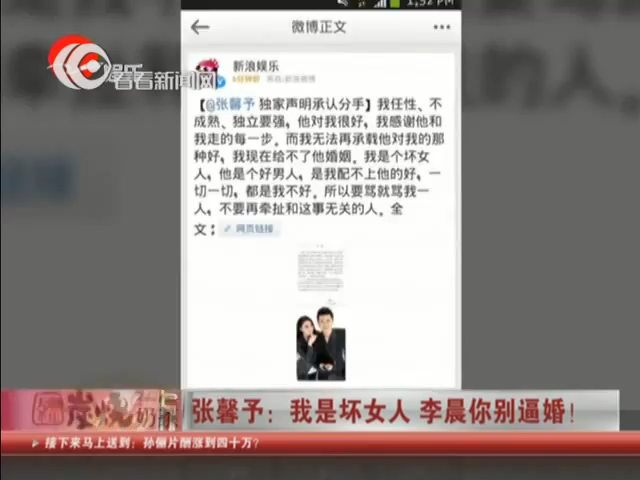 1:52 PM
微博正文
新浪娱乐
看看新闻网
【@张馨予 独家声明承认分手】我任性、不
成熟、独立要强，他对我很好，我感谢他和
我走的每一步。而我无法再承载他对我的那
种好，我现在给不了他婚姻。我是个坏女
人，他是个好男人，是我配不上他的好，一
切一切，都是我不好。所以要骂就骂我一
人，不要再牵扯和这事无关的人。全
文：网页链接
张馨予：我是坏女人 李晨你别逼婚！
接下来马上送到：孙俪片酬涨到四十万？